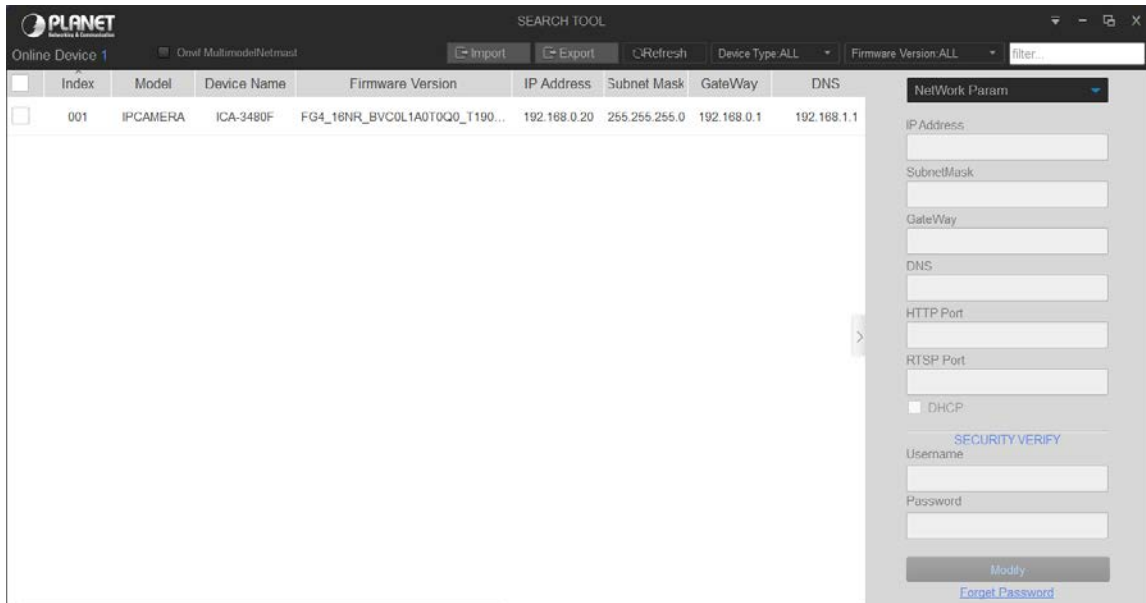 PLANET
Networking & Communication
SEARCH TOOL
Online Device 1
Onvif MultimodelNetmast
Import
Export
Refresh
Device Type:ALL
Firmware Version:ALL
filter...
Index Model Device Name Firmware Version IP Address Subnet Mask GateWay DNS
001 IPCAMERA ICA-3480F FG4_16NR_BVC0L1A0T0Q0_T190... 192.168.0.20 255.255.255.0 192.168.0.1 192.168.1.1
NetWork Param
IP Address
SubnetMask
GateWay
DNS
HTTP Port
RTSP Port
DHCP
SECURITY VERIFY
Username
Password
Modify
Forget Password